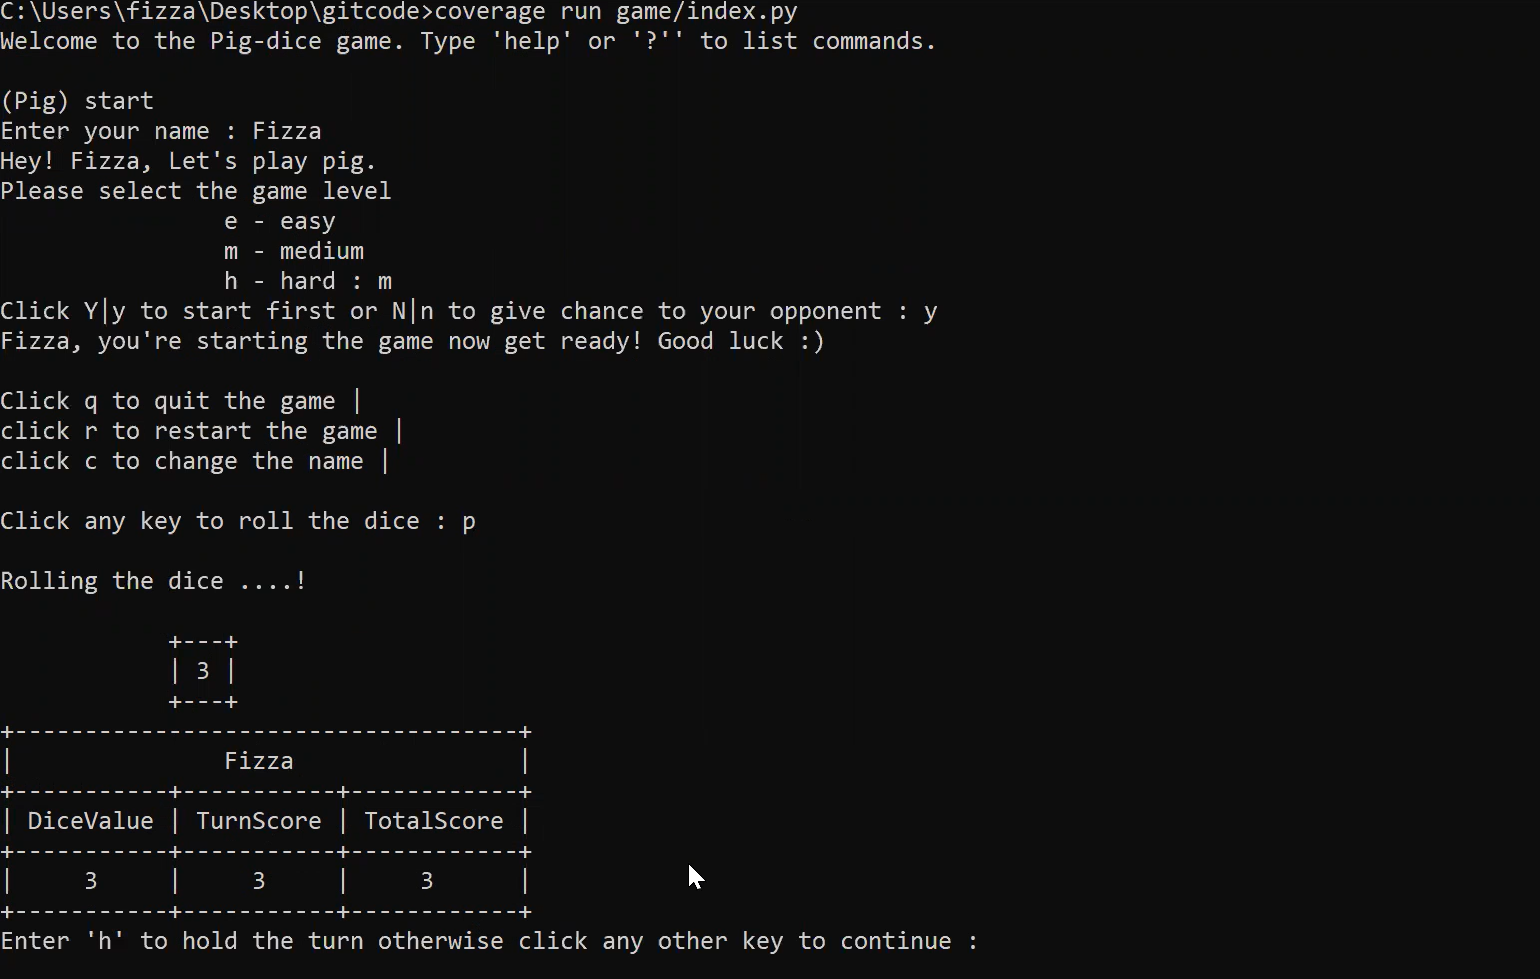 C:\Users\fizza\Desktop\gitcode>coverage run game/index.py
Welcome to the Pig-dice game. Type 'help' or '?'' to list commands.
(Pig) start
Enter your name : Fizza
Hey! Fizza, Let's play pig.
Please select the game level
e - easy
m - medium
h - hard : m
Click Y|y to start first or N|n to give chance to your opponent : y
Fizza, you're starting the game now get ready! Good luck :)
Click q to quit the game |
click r to restart the game |
click c to change the name |
Click any key to roll the dice : p
Rolling the dice ....!
+---+
| 3 |
+---+
+------------------------------------+
|               Fizza                |
+-----------+-----------+------------+
| DiceValue | TurnScore | TotalScore |
+-----------+-----------+------------+
|     3     |     3     |     3      |
+-----------+-----------+------------+
Enter 'h' to hold the turn otherwise click any other key to continue :